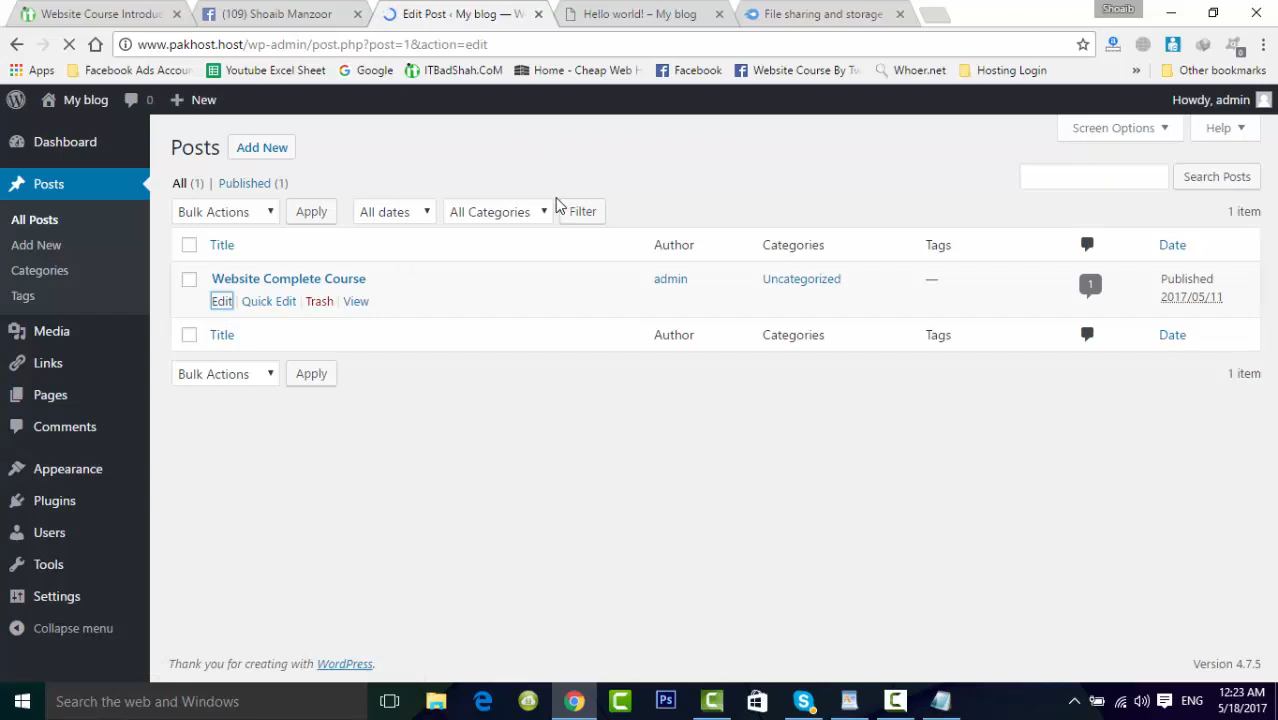 Website Course Introduc
(109) Shoaib Manzoor
Edit Post ‹ My blog — W
Hello world! – My blog
File sharing and storage
Shoaib
www.pakhost.host/wp-admin/post.php?post=1&action=edit
Apps
Facebook Ads Accoun
Youtube Excel Sheet
Google
ITBadShah.CoM
Home - Cheap Web H
Facebook
Website Course By Tw
Whoer.net
Hosting Login
»
Other bookmarks
My blog
0
New
Howdy, admin
Dashboard
Posts
All Posts
Add New
Categories
Tags
Media
Links
Pages
Comments
Appearance
Plugins
Users
Tools
Settings
Collapse menu
Posts Add New
Screen Options
Help
All (1) | Published (1)
Search Posts
Bulk Actions Apply All dates All Categories Filter
1 item
Title Author Categories Tags Date
Website Complete Course admin Uncategorized — 1 Published
Edit | Quick Edit | Trash | View 2017/05/11
Title Author Categories Tags Date
Bulk Actions Apply
1 item
Thank you for creating with WordPress.
Version 4.7.5
Search the web and Windows
Ps
ENG
12:23 AM
5/18/2017